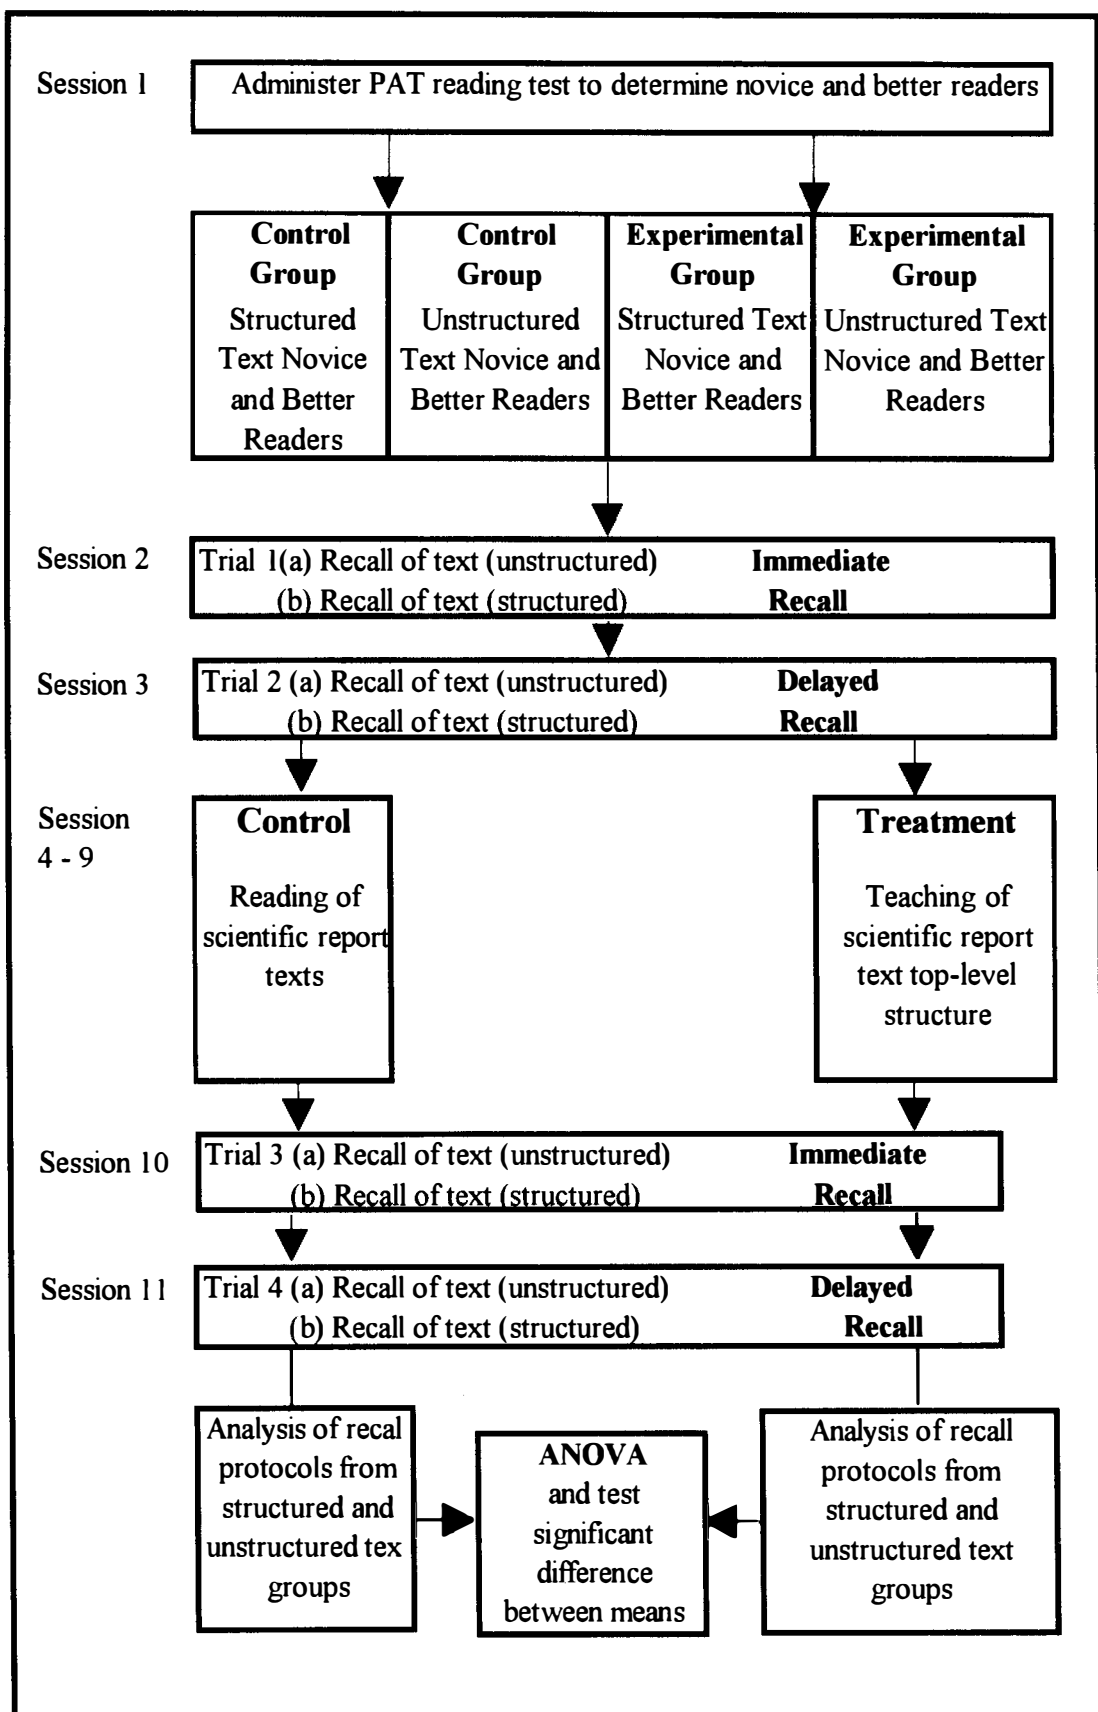 Session 1
Administer PAT reading test to determine novice and better readers
Control
Group
Structured
Text Novice
and Better
Readers
Control
Group
Unstructured
Text Novice and
Better Readers
Experimental
Group
Structured Text
Novice and
Better Readers
Experimental
Group
Unstructured Text
Novice and Better
Readers
Session 2
Trial 1(a) Recall of text (unstructured) Immediate
(b) Recall of text (structured) Recall
Session 3
Trial 2 (a) Recall of text (unstructured) Delayed
(b) Recall of text (structured) Recall
Session
4 - 9
Control
Reading of
scientific report
texts
Treatment
Teaching of
scientific report
text top-level
structure
Session 10
Trial 3 (a) Recall of text (unstructured) Immediate
(b) Recall of text (structured) Recall
Session 11
Trial 4 (a) Recall of text (unstructured) Delayed
(b) Recall of text (structured) Recall
Analysis of recal
protocols from
structured and
unstructured tex
groups
ANOVA
and test
significant
difference
between means
Analysis of recall
protocols from
structured and
unstructured text
groups